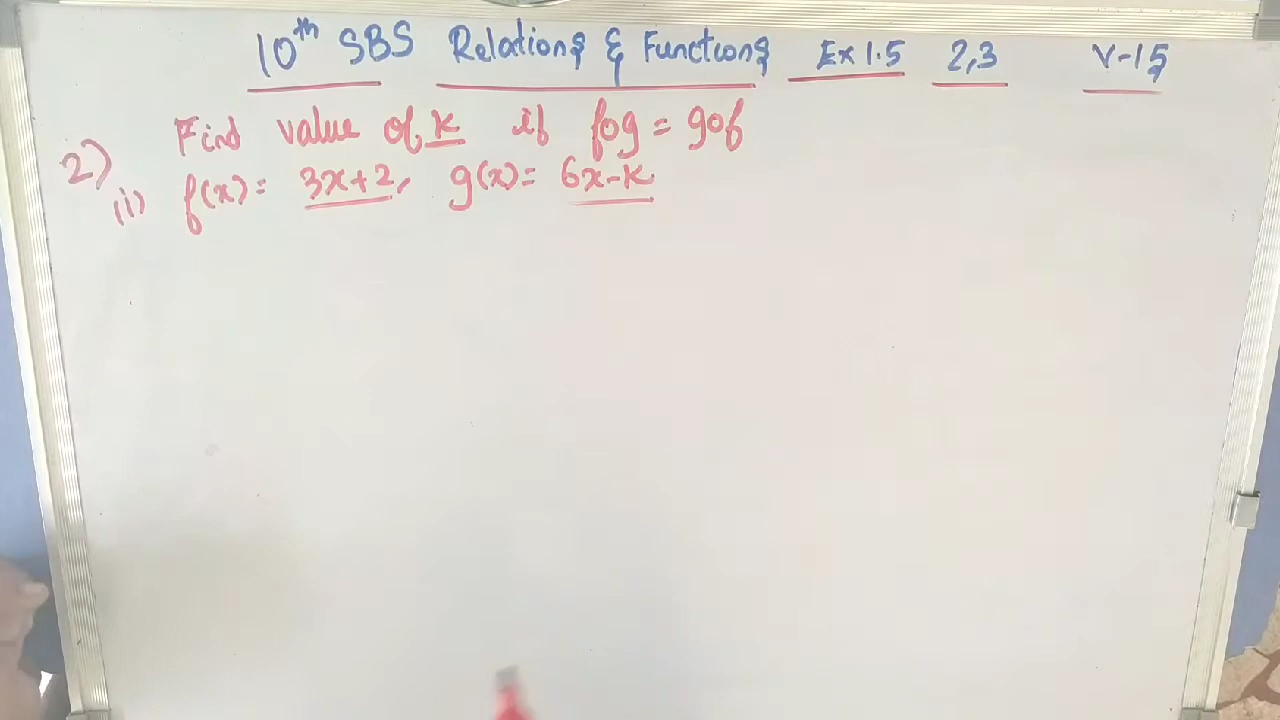 10th SBS Relations & Functions Ex 1.5 2,3 V-15
2) Find value of k if fog = gof
(i) f(x) = 3x+2, g(x) = 6x-k